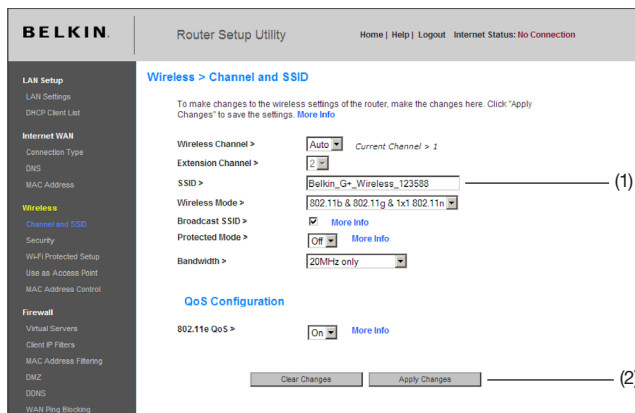 BELKIN.
Router Setup Utility
Home | Help | Logout Internet Status: No Connection
LAN Setup
LAN Settings
DHCP Client List
Internet WAN
Connection Type
DNS
MAC Address
Wireless
Channel and SSID
Security
Wi-Fi Protected Setup
Use as Access Point
MAC Address Control
Firewall
Virtual Servers
Client IP Filters
MAC Address Filtering
DMZ
DDNS
WAN Ping Blocking
Wireless > Channel and SSID
To make changes to the wireless settings of the router, make the changes here. Click "Apply
Changes" to save the settings. More Info
Wireless Channel > Auto Current Channel > 1
Extension Channel > 2
SSID > Belkin_G+_Wireless_123588 (1)
Wireless Mode > 802.11b & 802.11g & 1x1 802.11n
Broadcast SSID > More Info
Protected Mode > Off More Info
Bandwidth > 20MHz only
QoS Configuration
802.11e QoS > On More Info
Clear Changes Apply Changes (2)